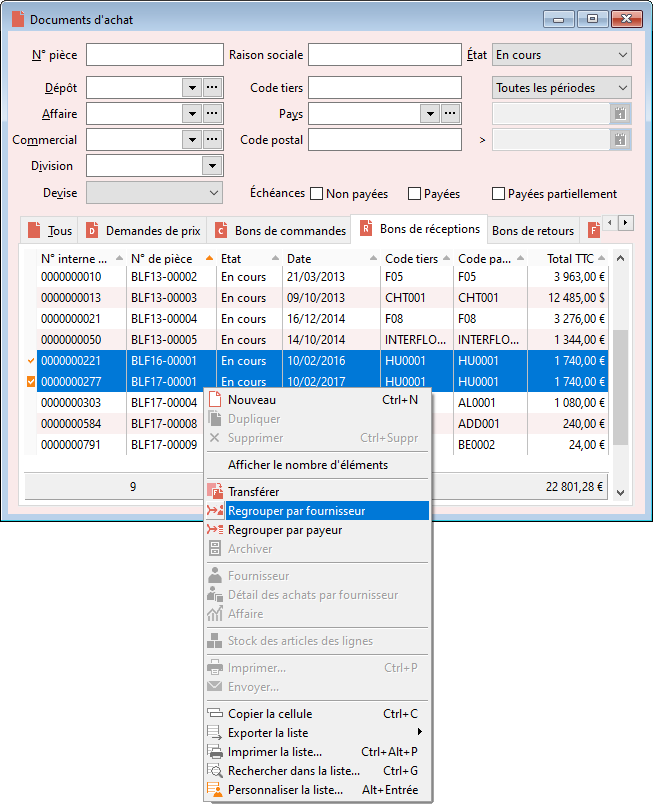 Documents d'achat
N° pièce Raison sociale État En cours
Dépôt Code tiers Toutes les périodes
Affaire Pays
Commercial Code postal >
Division
Devise Échéances Non payées Payées Payées partiellement
Tous Demandes de prix Bons de commandes Bons de réceptions Bons de retours
N° interne ... N° de pièce Etat Date Code tiers Code pa... Total TTC
0000000010 BLF13-00002 En cours 21/03/2013 F05 F05 3 963,00 €
0000000013 BLF13-00003 En cours 09/10/2013 CHT001 CHT001 12 485,00 $
0000000021 BLF13-00004 En cours 16/12/2014 F08 F08 3 276,00 €
0000000050 BLF13-00005 En cours 14/10/2014 INTERFLO... INTERFLO... 1 344,00 €
0000000221 BLF16-00001 En cours 10/02/2016 HU0001 HU0001 1 740,00 €
0000000277 BLF17-00001 En cours 10/02/2017 HU0001 HU0001 1 740,00 €
0000000303 BLF17-00004 AL0001 1 080,00 €
0000000584 BLF17-00008 ADD001 240,00 €
0000000791 BLF17-00009 BE0002 24,00 €
9 22 801,28 €
Nouveau Ctrl+N
Dupliquer
Supprimer Ctrl+Suppr
Afficher le nombre d'éléments
Transférer
Regrouper par fournisseur
Regrouper par payeur
Archiver
Fournisseur
Détail des achats par fournisseur
Affaire
Stock des articles des lignes
Imprimer... Ctrl+P
Envoyer...
Copier la cellule Ctrl+C
Exporter la liste
Imprimer la liste... Ctrl+Alt+P
Rechercher dans la liste... Ctrl+G
Personnaliser la liste... Alt+Entrée